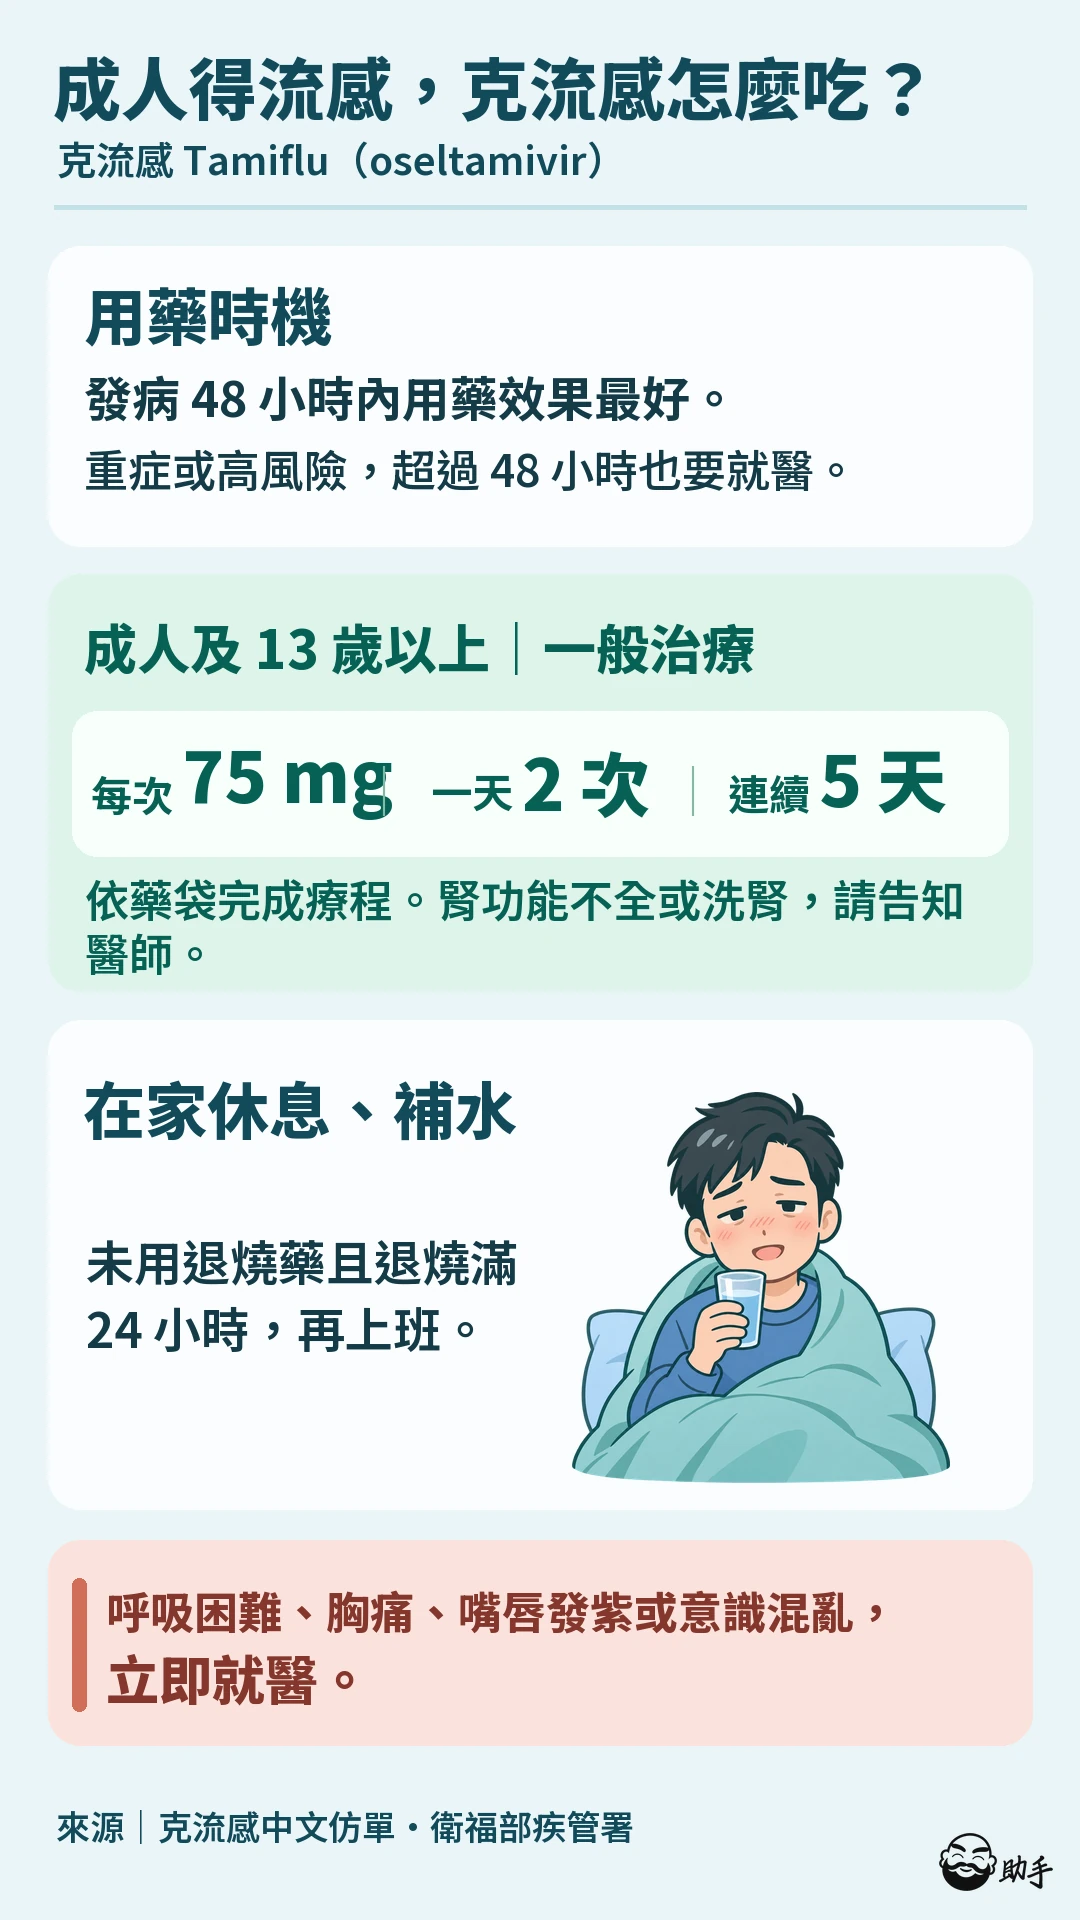 成人得流感，克流感怎麼吃？
克流感 Tamiflu（oseltamivir）
用藥時機
發病 48 小時內用藥效果最好。
重症或高風險，超過 48 小時也要就醫。
成人及 13 歲以上｜一般治療
每次 75 mg｜一天 2 次｜連續 5 天
依藥袋完成療程。腎功能不全或洗腎，請告知
醫師。
在家休息、補水
未用退燒藥且退燒滿
24 小時，再上班。
呼吸困難、胸痛、嘴唇發紫或意識混亂，
立即就醫。
來源｜克流感中文仿單・衛福部疾管署
助手